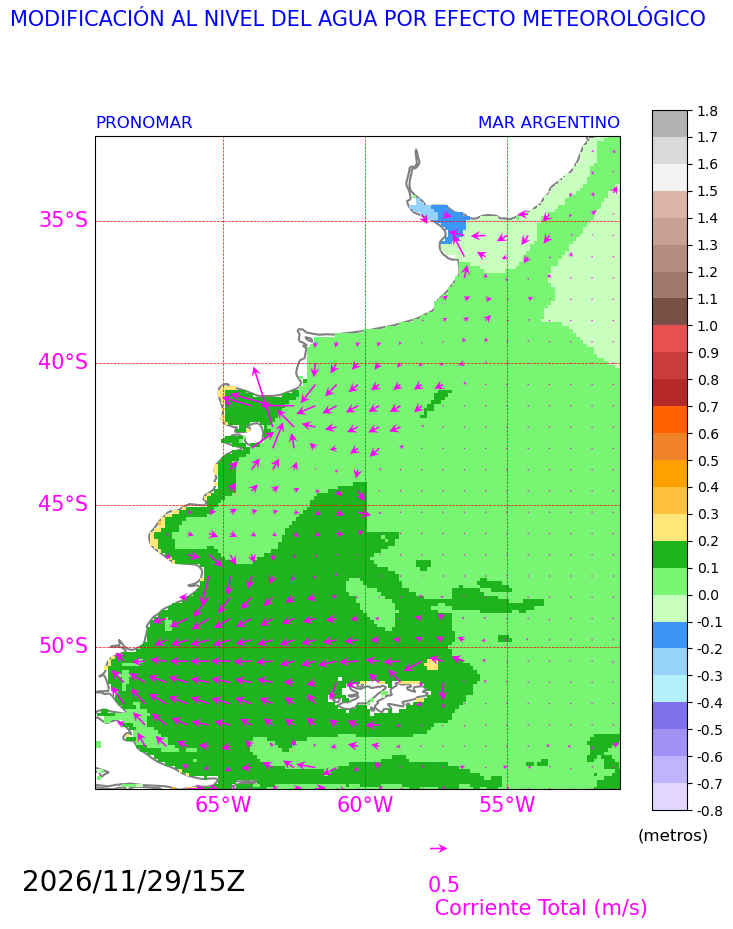 MODIFICACIÓN AL NIVEL DEL AGUA POR EFECTO METEOROLÓGICO
PRONOMAR
MAR ARGENTINO
35°S
40°S
45°S
50°S
65°W
60°W
55°W
1.8
1.7
1.6
1.5
1.4
1.3
1.2
1.1
1.0
0.9
0.8
0.7
0.6
0.5
0.4
0.3
0.2
0.1
0.0
-0.1
-0.2
-0.3
-0.4
-0.5
-0.6
-0.7
-0.8
(metros)
2026/11/29/15Z
0.5
Corriente Total (m/s)